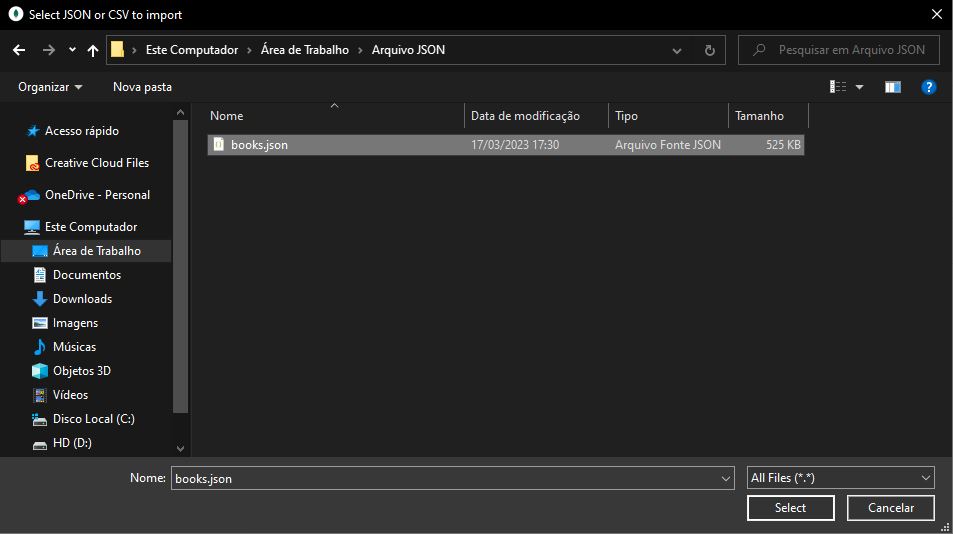 Select JSON or CSV to import
Este Computador > Área de Trabalho > Arquivo JSON
Pesquisar em Arquivo JSON
Organizar
Nova pasta
Nome
Data de modificação
Tipo
Tamanho
books.json
17/03/2023 17:30
Arquivo Fonte JSON
525 KB
Acesso rápido
Creative Cloud Files
OneDrive - Personal
Este Computador
Área de Trabalho
Documentos
Downloads
Imagens
Músicas
Objetos 3D
Vídeos
Disco Local (C:)
HD (D:)
Nome: books.json
All Files (*.*)
Select
Cancelar